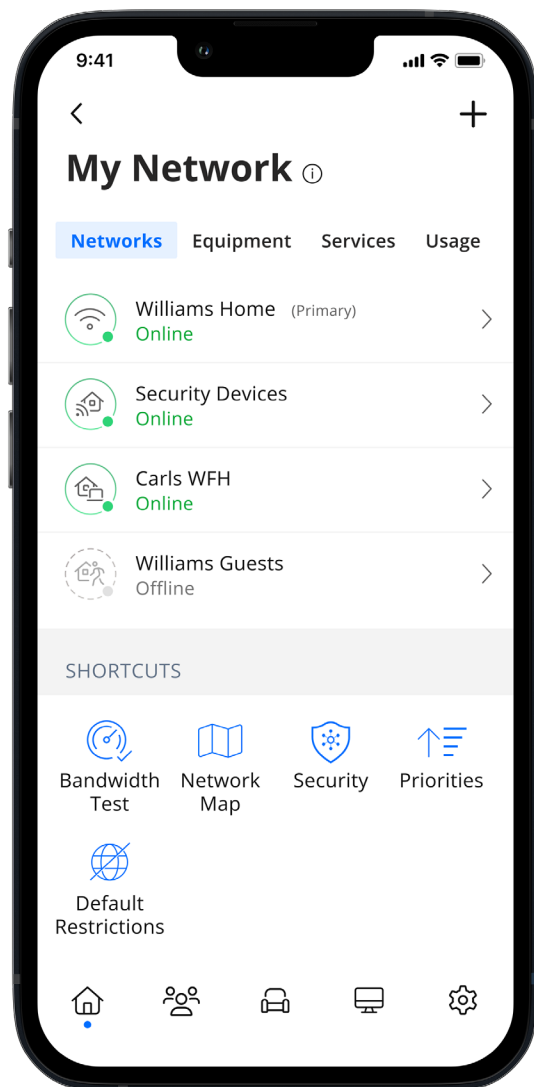 9:41
My Network
Networks Equipment Services Usage
Williams Home (Primary)
Online
Security Devices
Online
Carls WFH
Online
Williams Guests
Offline
SHORTCUTS
Bandwidth Network Security Priorities
Test Map
Default
Restrictions